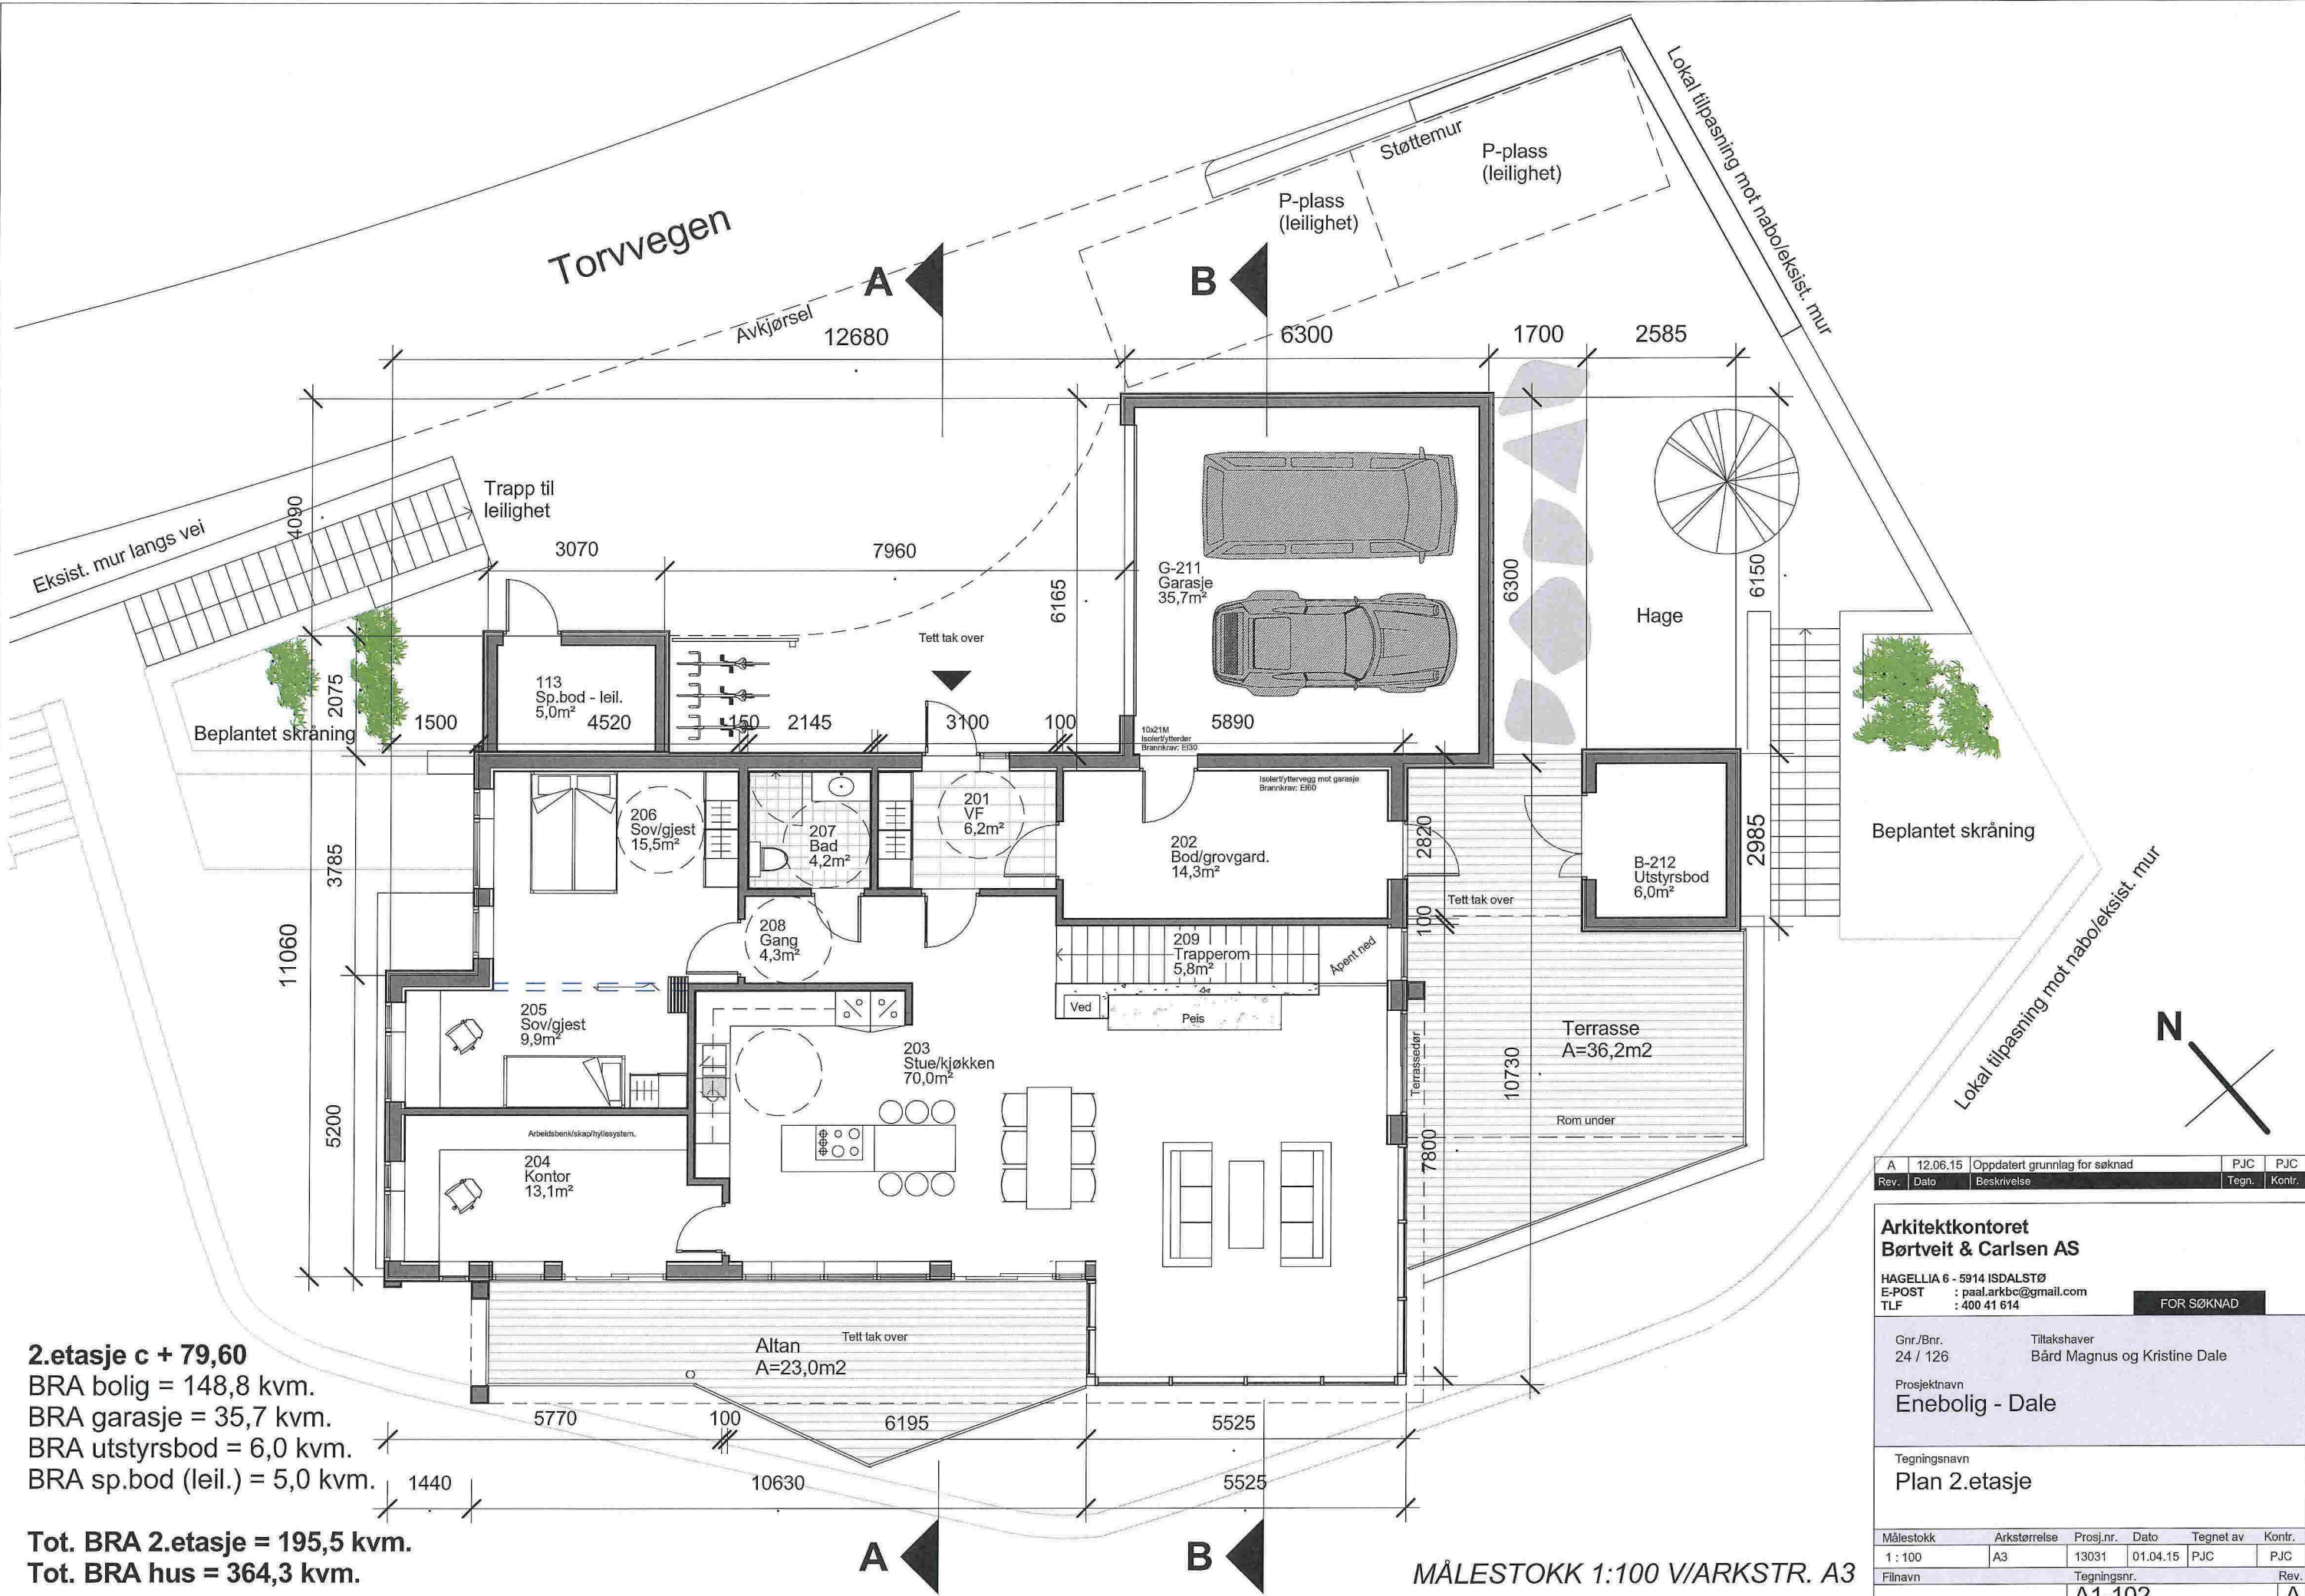 Torvvegen
Avkjørsel
Støttemur
P-plass
(leilighet)
P-plass
(leilighet)
Lokal tilpasning mot nabo/eksist. mur
A
B
12680
6300
1700
2585
Eksist. mur langs vei
Trapp til
leilighet
4090
3070
7960
6165
G-211
Garasje
35,7m²
6300
6150
Hage
Tett tak over
113
Sp.bod - leil.
5,0m²
2075
Beplantet skråning
1500
4520
150
2145
3100
100
5890
10x21M
Isolert/ytterdør
Brannkrav: EI30
Isolert/yttervegg mot garasje
Brannkrav: EI60
206
Sov/gjest
15,5m²
207
Bad
4,2m²
201
VF
6,2m²
202
Bod/grovgard.
14,3m²
2820
B-212
Utstyrsbod
6,0m²
2985
Beplantet skråning
Tett tak over
3785
11060
208
Gang
4,3m²
209
Trapperom
5,8m²
Åpent ned
100
Ved
Peis
205
Sov/gjest
9,9m²
203
Stue/kjøkken
70,0m²
Terrassedør
Terrasse
A=36,2m2
10730
Rom under
7800
5200
Arbeidsbenk/skap/hyllesystem.
204
Kontor
13,1m²
Lokal tilpasning mot nabo/eksist. mur
N
Altan
A=23,0m2
Tett tak over
5770
100
6195
5525
1440
10630
5525
A
B
2.etasje c + 79,60
BRA bolig = 148,8 kvm.
BRA garasje = 35,7 kvm.
BRA utstyrsbod = 6,0 kvm.
BRA sp.bod (leil.) = 5,0 kvm.
Tot. BRA 2.etasje = 195,5 kvm.
Tot. BRA hus = 364,3 kvm.
MÅLESTOKK 1:100 V/ARKSTR. A3
A 12.06.15 Oppdatert grunnlag for søknad PJC PJC
Rev. Dato Beskrivelse Tegn. Kontr.
Arkitektkontoret
Børtveit & Carlsen AS
HAGELLIA 6 - 5914 ISDALSTØ
E-POST : paal.arkbc@gmail.com
TLF : 400 41 614
FOR SØKNAD
Gnr./Bnr. Tiltakshaver
24 / 126 Bård Magnus og Kristine Dale
Prosjektnavn
Enebolig - Dale
Tegningsnavn
Plan 2.etasje
Målestokk Arkstørrelse Prosj.nr. Dato Tegnet av Kontr.
1 : 100 A3 13031 01.04.15 PJC PJC
Filnavn Tegningsnr. Rev.
A1-102 A